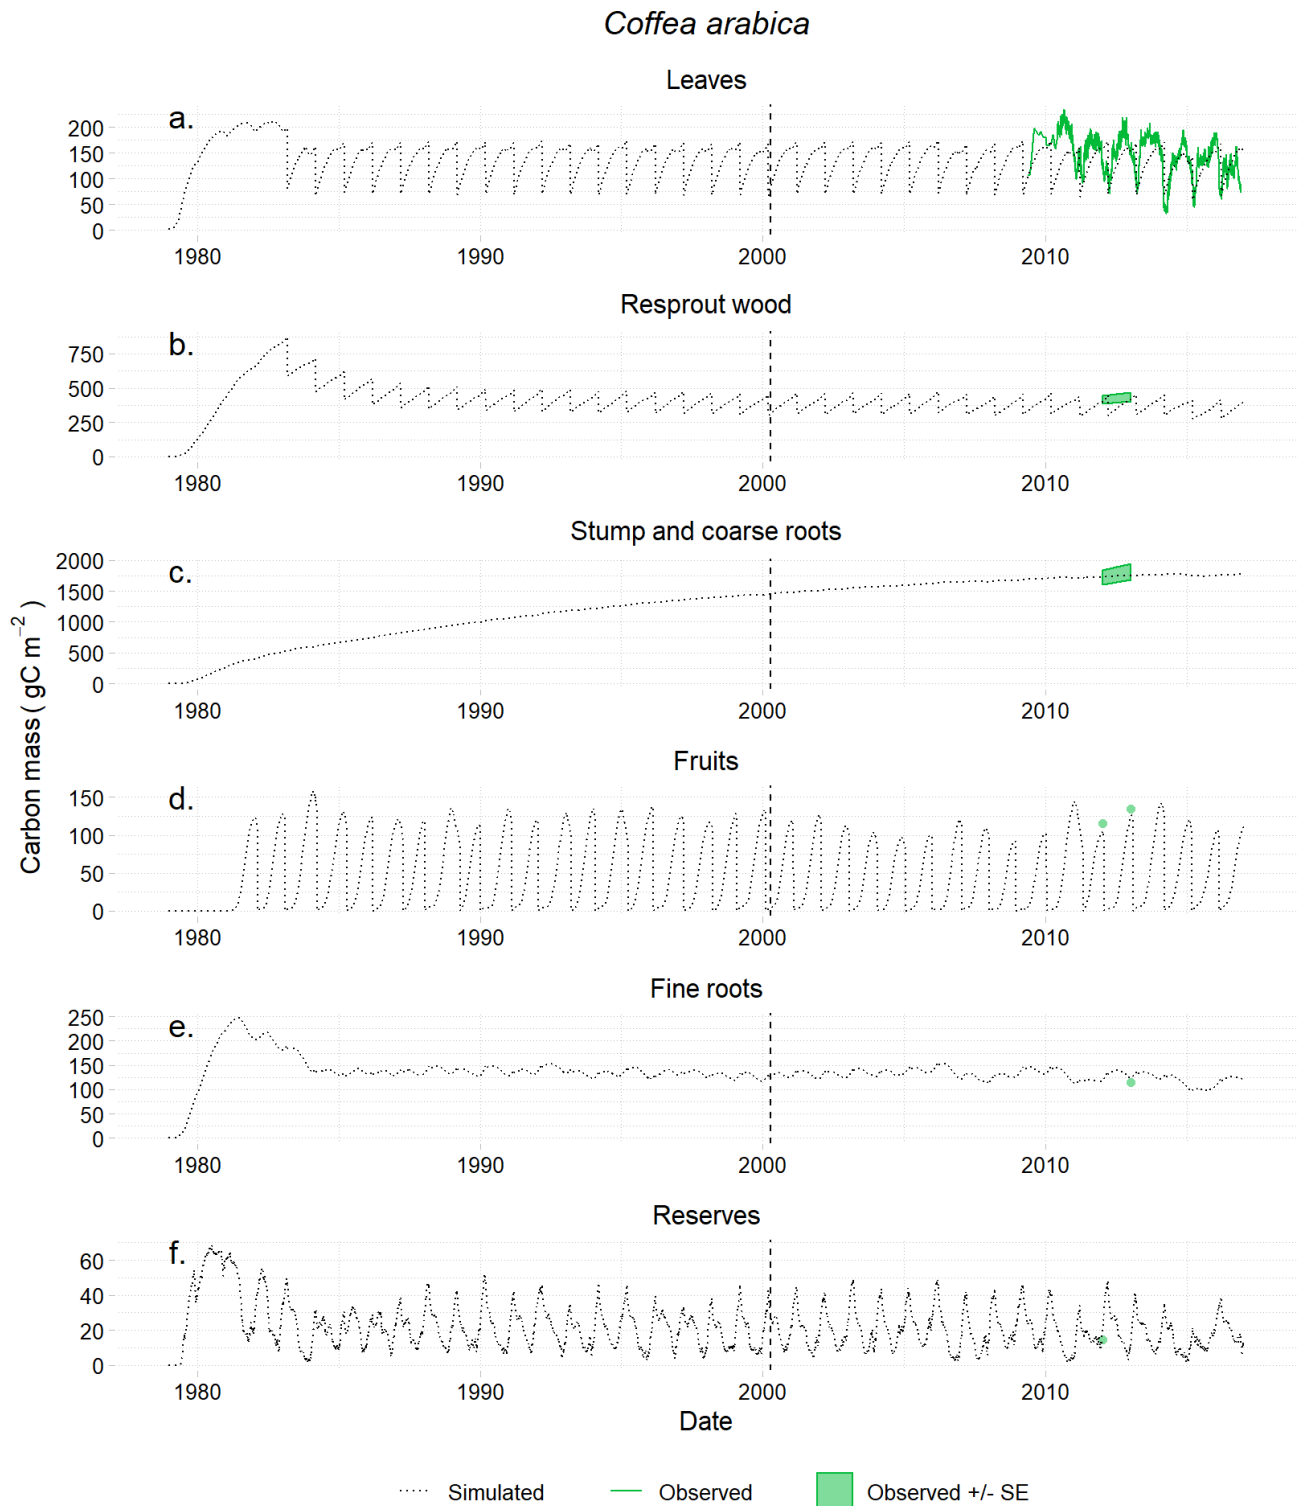 Coffea arabica
Leaves
a.
200
150
100
50
0
1980 1990 2000 2010
Resprout wood
b.
750
500
250
0
1980 1990 2000 2010
Stump and coarse roots
c.
2000
1500
1000
500
0
1980 1990 2000 2010
Carbon mass ( gC m⁻² )
Fruits
d.
150
100
50
0
1980 1990 2000 2010
Fine roots
e.
250
200
150
100
50
0
1980 1990 2000 2010
Reserves
f.
60
40
20
0
1980 1990 2000 2010
Date
Simulated Observed Observed +/- SE